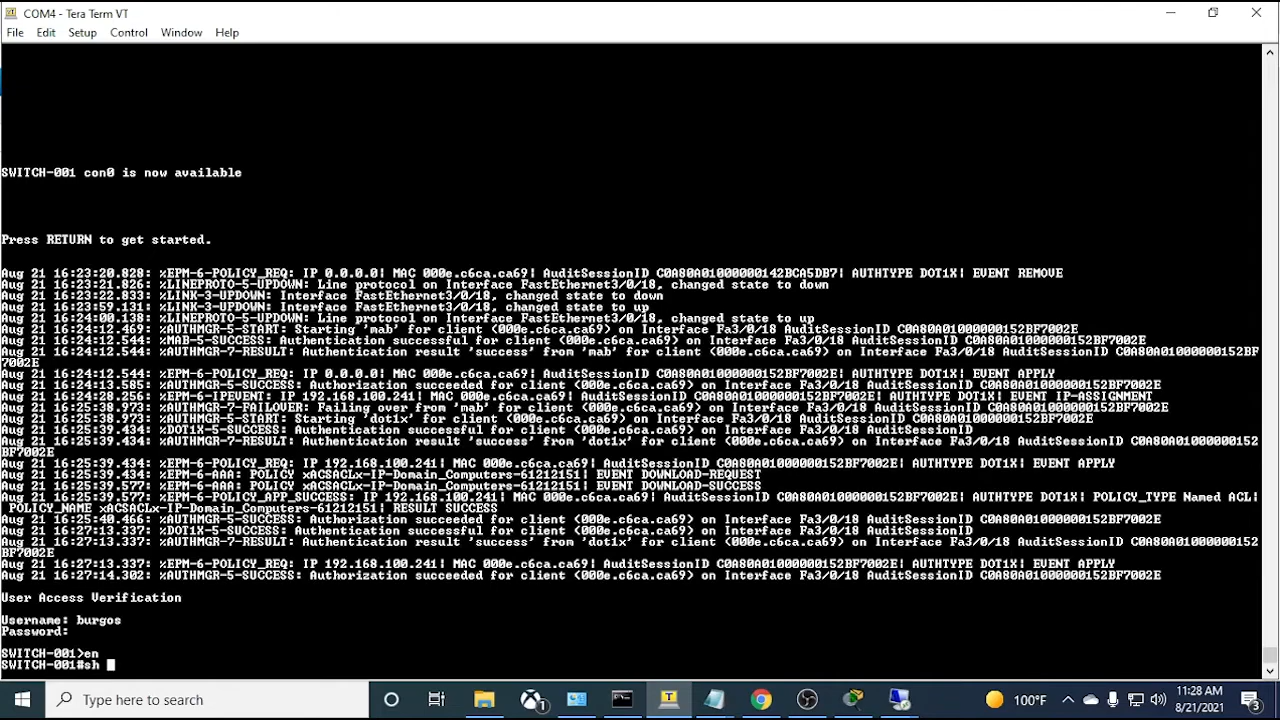 COM4 - Tera Term VT
File Edit Setup Control Window Help
SWITCH-001 con0 is now available
Press RETURN to get started.
Aug 21 16:23:20.828: %EPM-6-POLICY_REQ: IP 0.0.0.0| MAC 000e.c6ca.ca69| AuditSessionID C0A80A01000000142BCA5DB7| AUTHTYPE DOT1X| EVENT REMOVE
Aug 21 16:23:21.826: %LINEPROTO-5-UPDOWN: Line protocol on Interface FastEthernet3/0/18, changed state to down
Aug 21 16:23:22.833: %LINK-3-UPDOWN: Interface FastEthernet3/0/18, changed state to down
Aug 21 16:23:59.131: %LINK-3-UPDOWN: Interface FastEthernet3/0/18, changed state to up
Aug 21 16:24:00.138: %LINEPROTO-5-UPDOWN: Line protocol on Interface FastEthernet3/0/18, changed state to up
Aug 21 16:24:12.469: %AUTHMGR-5-START: Starting 'mab' for client (000e.c6ca.ca69) on Interface Fa3/0/18 AuditSessionID C0A80A01000000152BF7002E
Aug 21 16:24:12.544: %MAB-5-SUCCESS: Authentication successful for client (000e.c6ca.ca69) on Interface Fa3/0/18 AuditSessionID C0A80A01000000152BF7002E
Aug 21 16:24:12.544: %AUTHMGR-7-RESULT: Authentication result 'success' from 'mab' for client (000e.c6ca.ca69) on Interface Fa3/0/18 AuditSessionID C0A80A01000000152BF
7002E
Aug 21 16:24:12.544: %EPM-6-POLICY_REQ: IP 0.0.0.0| MAC 000e.c6ca.ca69| AuditSessionID C0A80A01000000152BF7002E| AUTHTYPE DOT1X| EVENT APPLY
Aug 21 16:24:13.585: %AUTHMGR-5-SUCCESS: Authorization succeeded for client (000e.c6ca.ca69) on Interface Fa3/0/18 AuditSessionID C0A80A01000000152BF7002E
Aug 21 16:24:28.256: %EPM-6-IPEVENT: IP 192.168.100.241| MAC 000e.c6ca.ca69| AuditSessionID C0A80A01000000152BF7002E| AUTHTYPE DOT1X| EVENT IP-ASSIGNMENT
Aug 21 16:25:38.973: %AUTHMGR-7-FAILOVER: Failing over from 'mab' for client (000e.c6ca.ca69) on Interface Fa3/0/18 AuditSessionID C0A80A01000000152BF7002E
Aug 21 16:25:38.973: %AUTHMGR-5-START: Starting 'dot1x' for client (000e.c6ca.ca69) on Interface Fa3/0/18 AuditSessionID C0A80A01000000152BF7002E
Aug 21 16:25:39.434: %DOT1X-5-SUCCESS: Authentication successful for client (000e.c6ca.ca69) on Interface Fa3/0/18 AuditSessionID
Aug 21 16:25:39.434: %AUTHMGR-7-RESULT: Authentication result 'success' from 'dot1x' for client (000e.c6ca.ca69) on Interface Fa3/0/18 AuditSessionID C0A80A01000000152
BF7002E
Aug 21 16:25:39.434: %EPM-6-POLICY_REQ: IP 192.168.100.241| MAC 000e.c6ca.ca69| AuditSessionID C0A80A01000000152BF7002E| AUTHTYPE DOT1X| EVENT APPLY
Aug 21 16:25:39.434: %EPM-6-AAA: POLICY xACSACLx-IP-Domain_Computers-61212151| EVENT DOWNLOAD-REQUEST
Aug 21 16:25:39.577: %EPM-6-AAA: POLICY xACSACLx-IP-Domain_Computers-61212151| EVENT DOWNLOAD-SUCCESS
Aug 21 16:25:39.577: %EPM-6-POLICY_APP_SUCCESS: IP 192.168.100.241| MAC 000e.c6ca.ca69| AuditSessionID C0A80A01000000152BF7002E| AUTHTYPE DOT1X| POLICY_TYPE Named ACL|
POLICY_NAME xACSACLx-IP-Domain_Computers-61212151| RESULT SUCCESS
Aug 21 16:25:40.466: %AUTHMGR-5-SUCCESS: Authorization succeeded for client (000e.c6ca.ca69) on Interface Fa3/0/18 AuditSessionID C0A80A01000000152BF7002E
Aug 21 16:27:13.337: %DOT1X-5-SUCCESS: Authentication successful for client (000e.c6ca.ca69) on Interface Fa3/0/18 AuditSessionID
Aug 21 16:27:13.337: %AUTHMGR-7-RESULT: Authentication result 'success' from 'dot1x' for client (000e.c6ca.ca69) on Interface Fa3/0/18 AuditSessionID C0A80A01000000152
BF7002E
Aug 21 16:27:13.337: %EPM-6-POLICY_REQ: IP 192.168.100.241| MAC 000e.c6ca.ca69| AuditSessionID C0A80A01000000152BF7002E| AUTHTYPE DOT1X| EVENT APPLY
Aug 21 16:27:14.302: %AUTHMGR-5-SUCCESS: Authorization succeeded for client (000e.c6ca.ca69) on Interface Fa3/0/18 AuditSessionID C0A80A01000000152BF7002E
User Access Verification
Username: burgos
Password:
SWITCH-001>en
SWITCH-001#sh
Type here to search
1
100°F
11:28 AM
8/21/2021
3